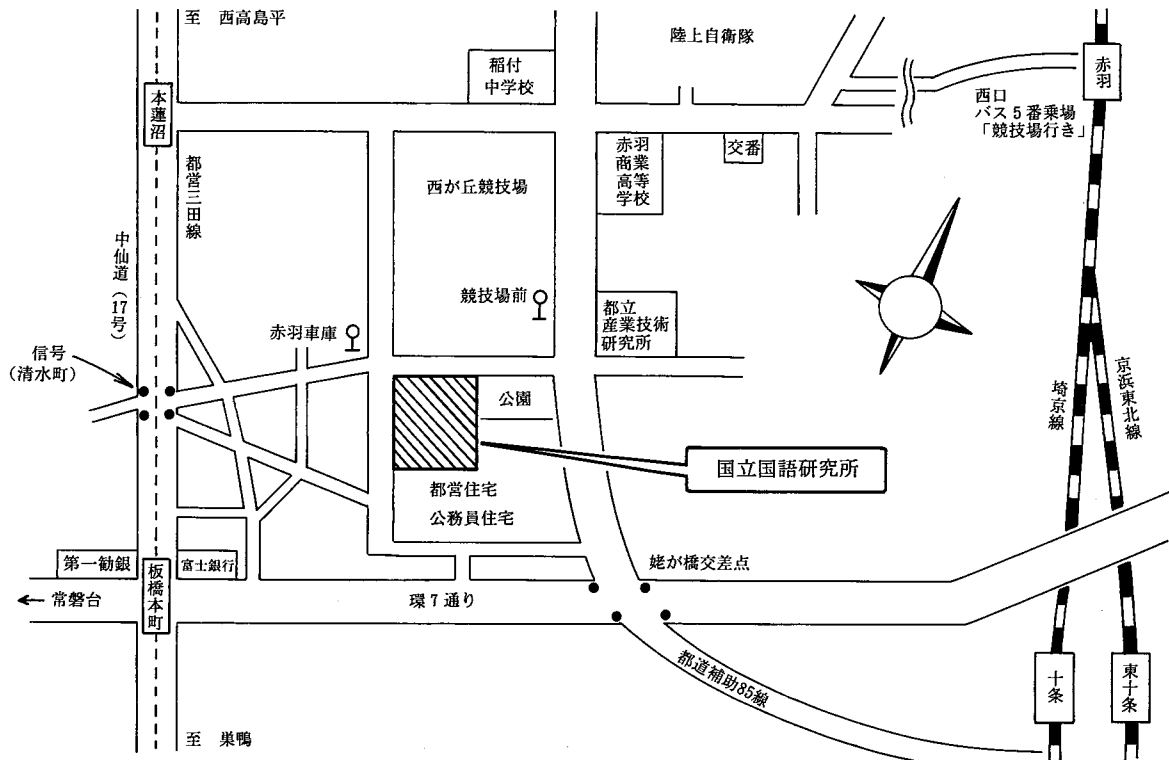 至 西高島平
陸上自衛隊
稲付
中学校
赤羽
本蓮沼
西口
バス5番乗場
「競技場行き」
都営三田線
赤羽
商業
高等
学校
交番
西が丘競技場
中仙道(17号)
競技場前
都立
産業技術
研究所
赤羽車庫
信号
(清水町)
公園
埼京線
京浜東北線
国立国語研究所
都営住宅
公務員住宅
第一勧銀
富士銀行
板橋本町
姥が橋交差点
← 常磐台
環7通り
都道補助85線
十条
東十条
至 巣鴨